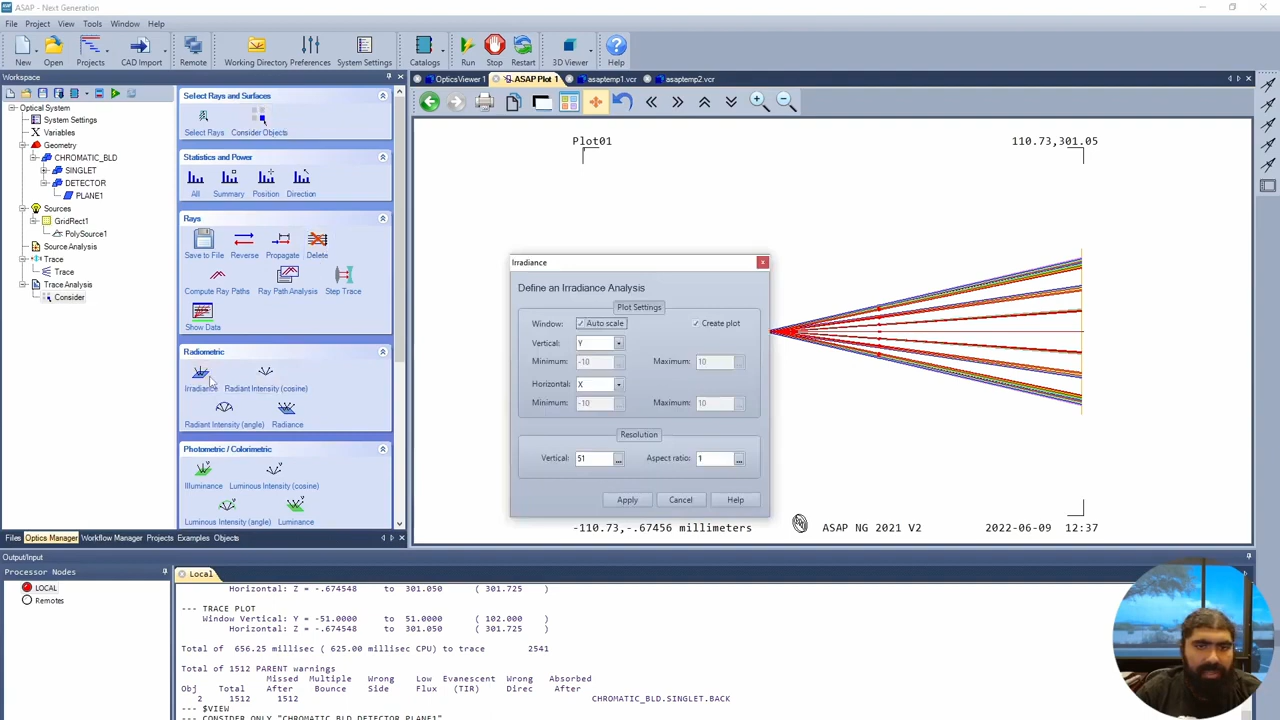 ASAP - Next Generation
File Project View Tools Window Help
New Open Projects CAD Import Remote Working Directory Preferences System Settings Catalogs Run Stop Restart 3D Viewer Help
Workspace
OpticsViewer 1 ASAP Plot 1 asaptemp1.vcr asaptemp2.vcr
Optical System
System Settings
Variables
Geometry
CHROMATIC_BLD
SINGLET
DETECTOR
PLANE1
Sources
GridRect1
PolySource1
Source Analysis
Trace
Trace
Trace Analysis
Consider
Select Rays and Surfaces
Select Rays Consider Objects
Statistics and Power
All Summary Position Direction
Rays
Save to File Reverse Propagate Delete
Compute Ray Paths Ray Path Analysis Step Trace
Show Data
Radiometric
Irradiance Radiant Intensity (cosine)
Radiant Intensity (angle) Radiance
Photometric / Colorimetric
Illuminance Luminous Intensity (cosine)
Luminous Intensity (angle) Luminance
Plot01 110.73,301.05
Irradiance
Define an Irradiance Analysis
Plot Settings
Window: Auto scale Create plot
Vertical: Y
Minimum: -10 Maximum: 10
Horizontal: X
Minimum: -10 Maximum: 10
Resolution
Vertical: 51 Aspect ratio: 1
Apply Cancel Help
-110.73,-.67456 millimeters ASAP NG 2021 V2 2022-06-09 12:37
Files Optics Manager Workflow Manager Projects Examples Objects
Output/Input
Processor Nodes
LOCAL
Remotes
Local
Horizontal: Z = -.674548 to 301.050 ( 301.725 )
--- TRACE PLOT
Window Vertical: Y = -51.0000 to 51.0000 ( 102.000 )
Horizontal: Z = -.674548 to 301.050 ( 301.725 )
Total of 656.25 millisec ( 625.00 millisec CPU) to trace 2541
Total of 1512 PARENT warnings
Missed Multiple Wrong Low Evanescent Wrong Absorbed
Obj Total After Bounce Side Flux (TIR) Direc After
2 1512 1512 CHROMATIC_BLD.SINGLET.BACK
--- $VIEW
--- CONSIDER ONLY "CHROMATIC_BLD.DETECTOR.PLANE1"